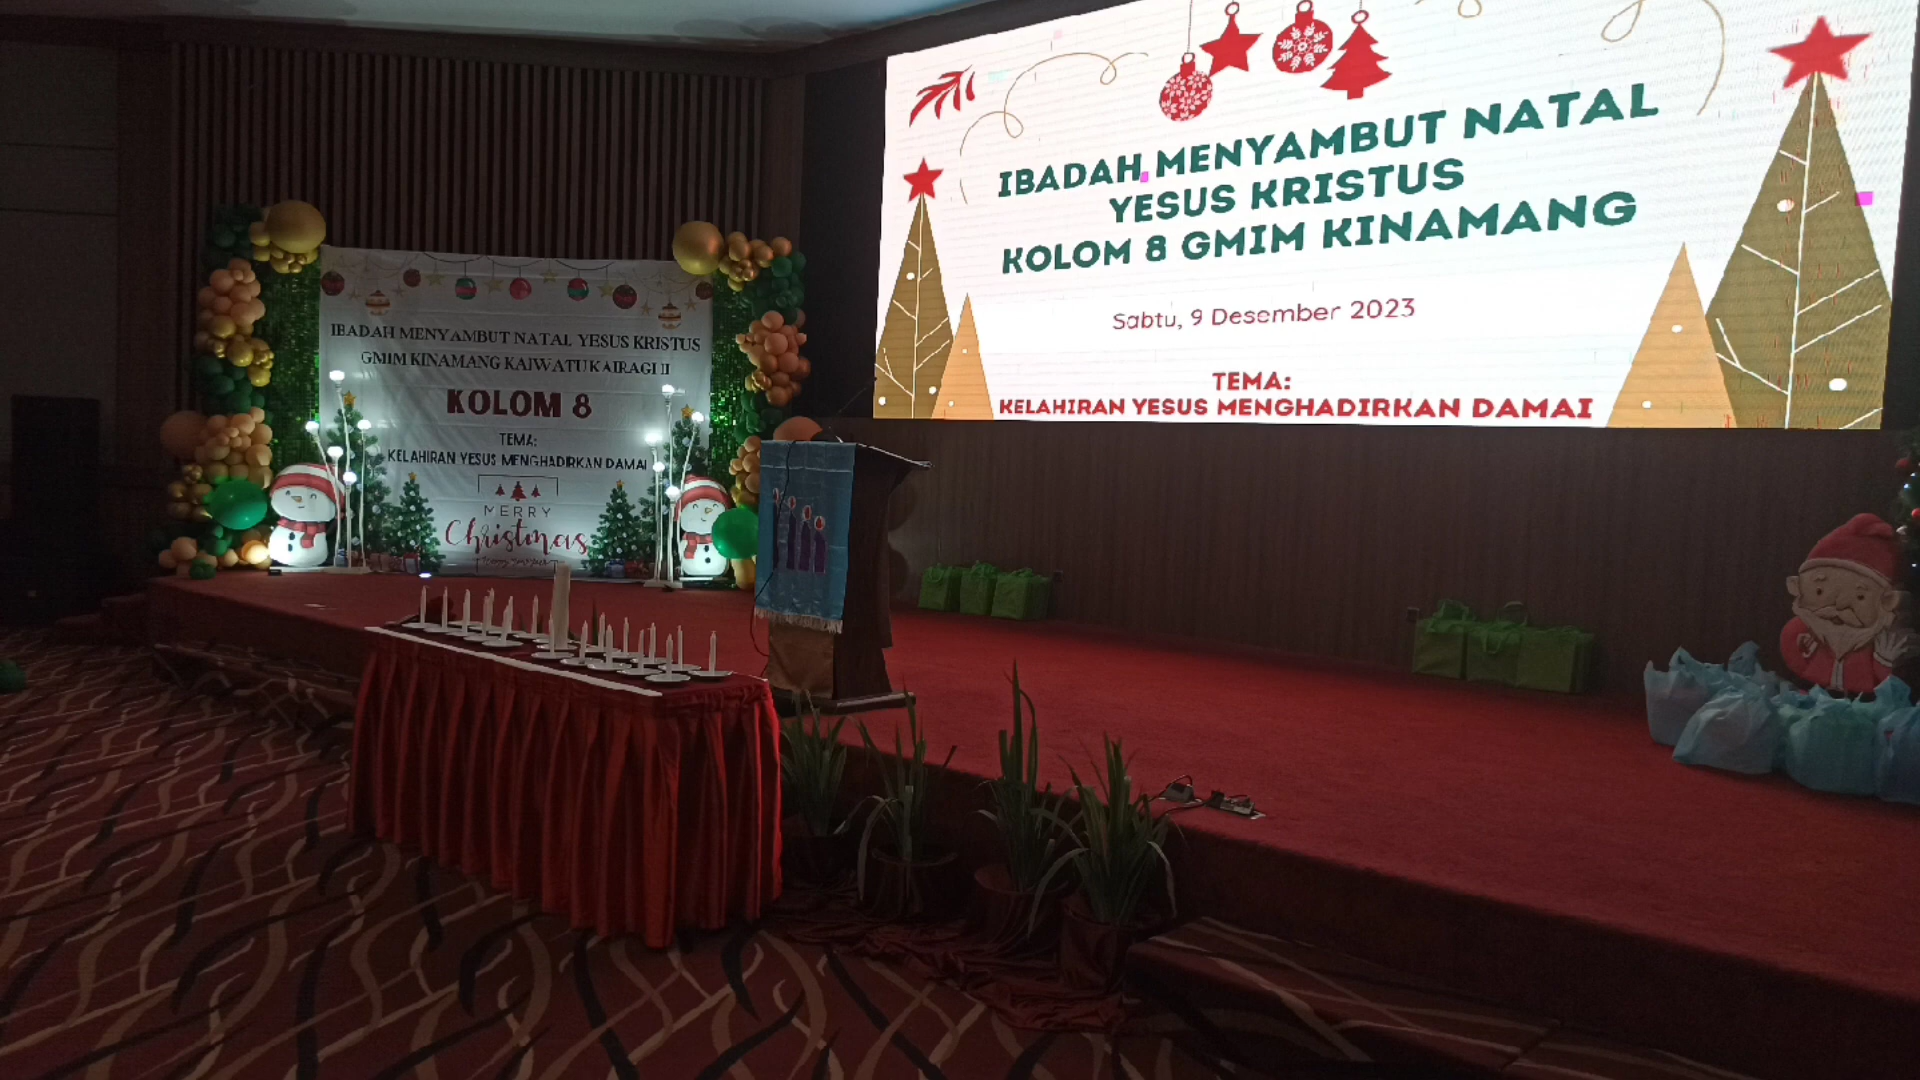 IBADAH MENYAMBUT NATAL YESUS KRISTUS
GMIM KINAMANG KAIWATU KAIRAGI II
KOLOM 8
TEMA:
KELAHIRAN YESUS MENGHADIRKAN DAMAI
MERRY
Christmas
IBADAH MENYAMBUT NATAL
YESUS KRISTUS
KOLOM 8 GMIM KINAMANG
Sabtu, 9 Desember 2023
TEMA:
KELAHIRAN YESUS MENGHADIRKAN DAMAI